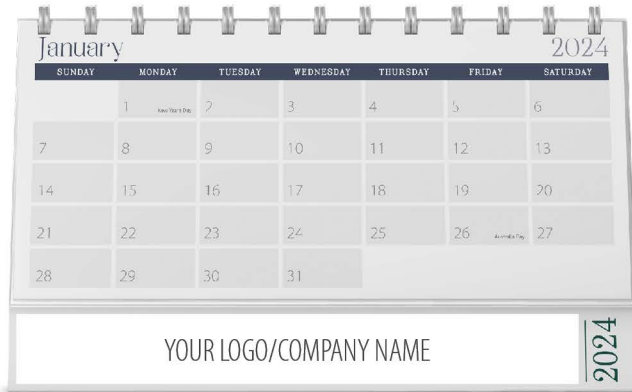 January 2024
SUNDAY MONDAY TUESDAY WEDNESDAY THURSDAY FRIDAY SATURDAY
1 New Years Day 2 3 4 5 6
7 8 9 10 11 12 13
14 15 16 17 18 19 20
21 22 23 24 25 26 Australia Day 27
28 29 30 31
YOUR LOGO/COMPANY NAME
2024